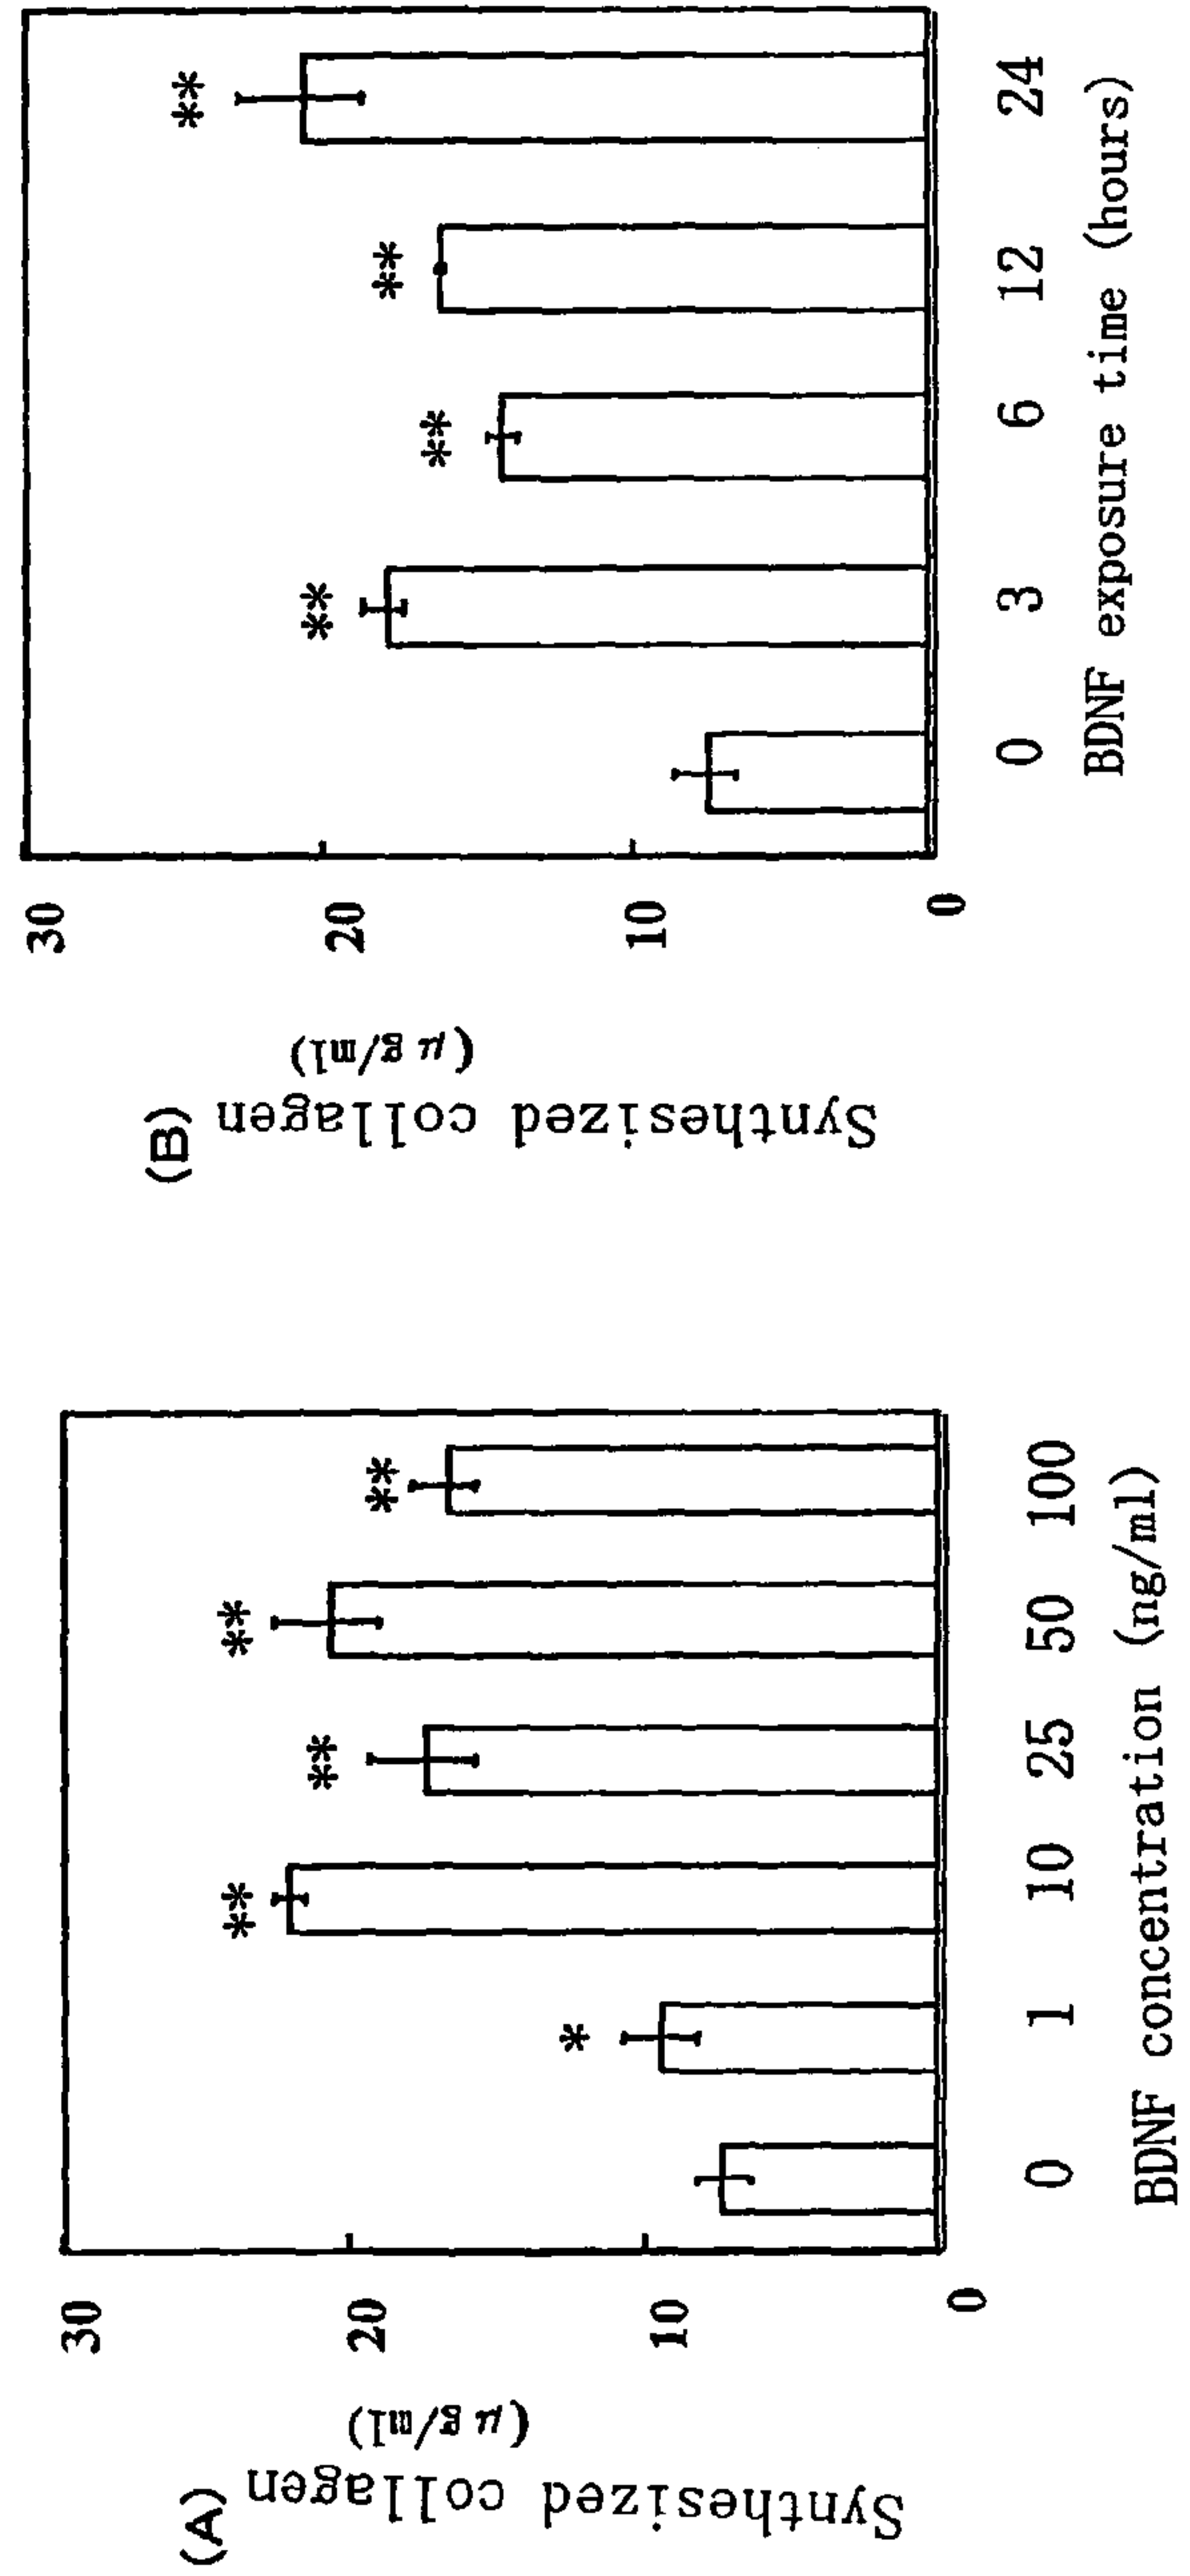 (A)
Synthesized collagen
(μg/ml)
30
20
10
0
**
**
**
**
*
0 1 10 25 50 100
BDNF concentration (ng/ml)
(B)
Synthesized collagen
(μg/ml)
30
20
10
0
**
**
**
**
0 3 6 12 24
BDNF exposure time (hours)